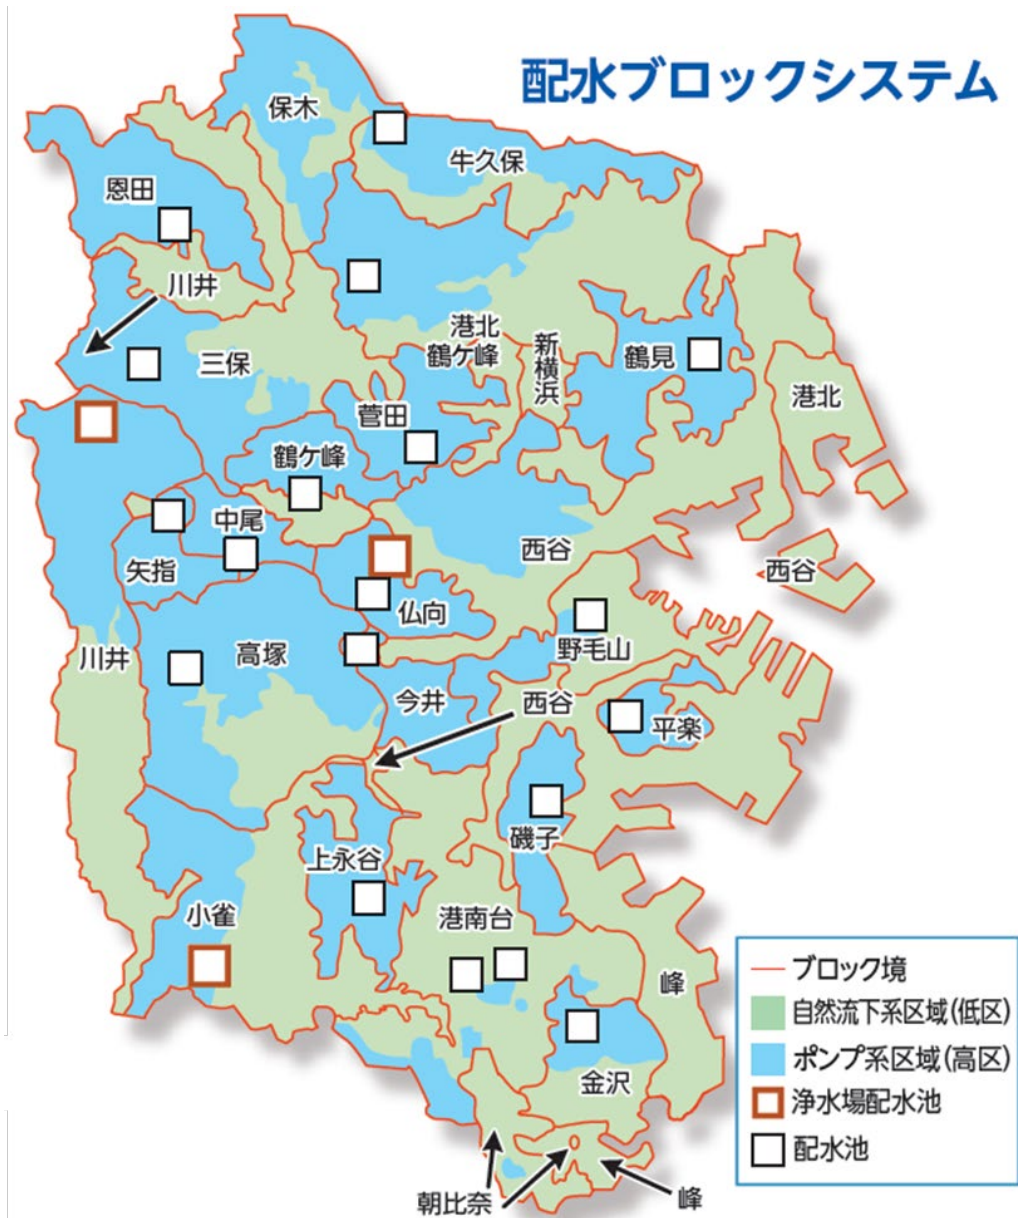 配水ブロックシステム
保木
牛久保
恩田
川井
港北
鶴ケ峰
新横浜
鶴見
三保
港北
菅田
鶴ケ峰
中尾
西谷
西谷
矢指
仏向
野毛山
川井
高塚
今井
西谷
平楽
磯子
上永谷
小雀
港南台
峰
金沢
朝比奈
峰
ブロック境
自然流下系区域(低区)
ポンプ系区域(高区)
浄水場配水池
配水池